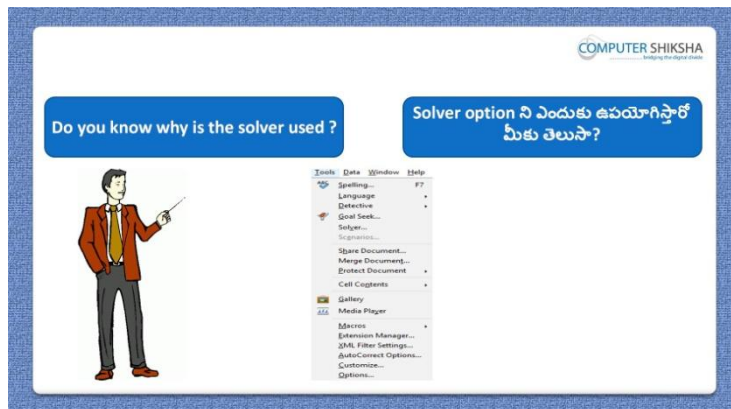 COMPUTER SHIKSHA
bridging the digital divide
Do you know why is the solver used ?
Solver option ని ఎందుకు ఉపయోగిస్తారో
మీకు తెలుసా?
Tools Data Window Help
Spelling... F7
Language
Detective
Goal Seek...
Solver...
Scenarios...
Share Document...
Merge Document...
Protect Document
Cell Contents
Gallery
Media Player
Macros
Extension Manager...
XML Filter Settings...
AutoCorrect Options...
Customize...
Options...